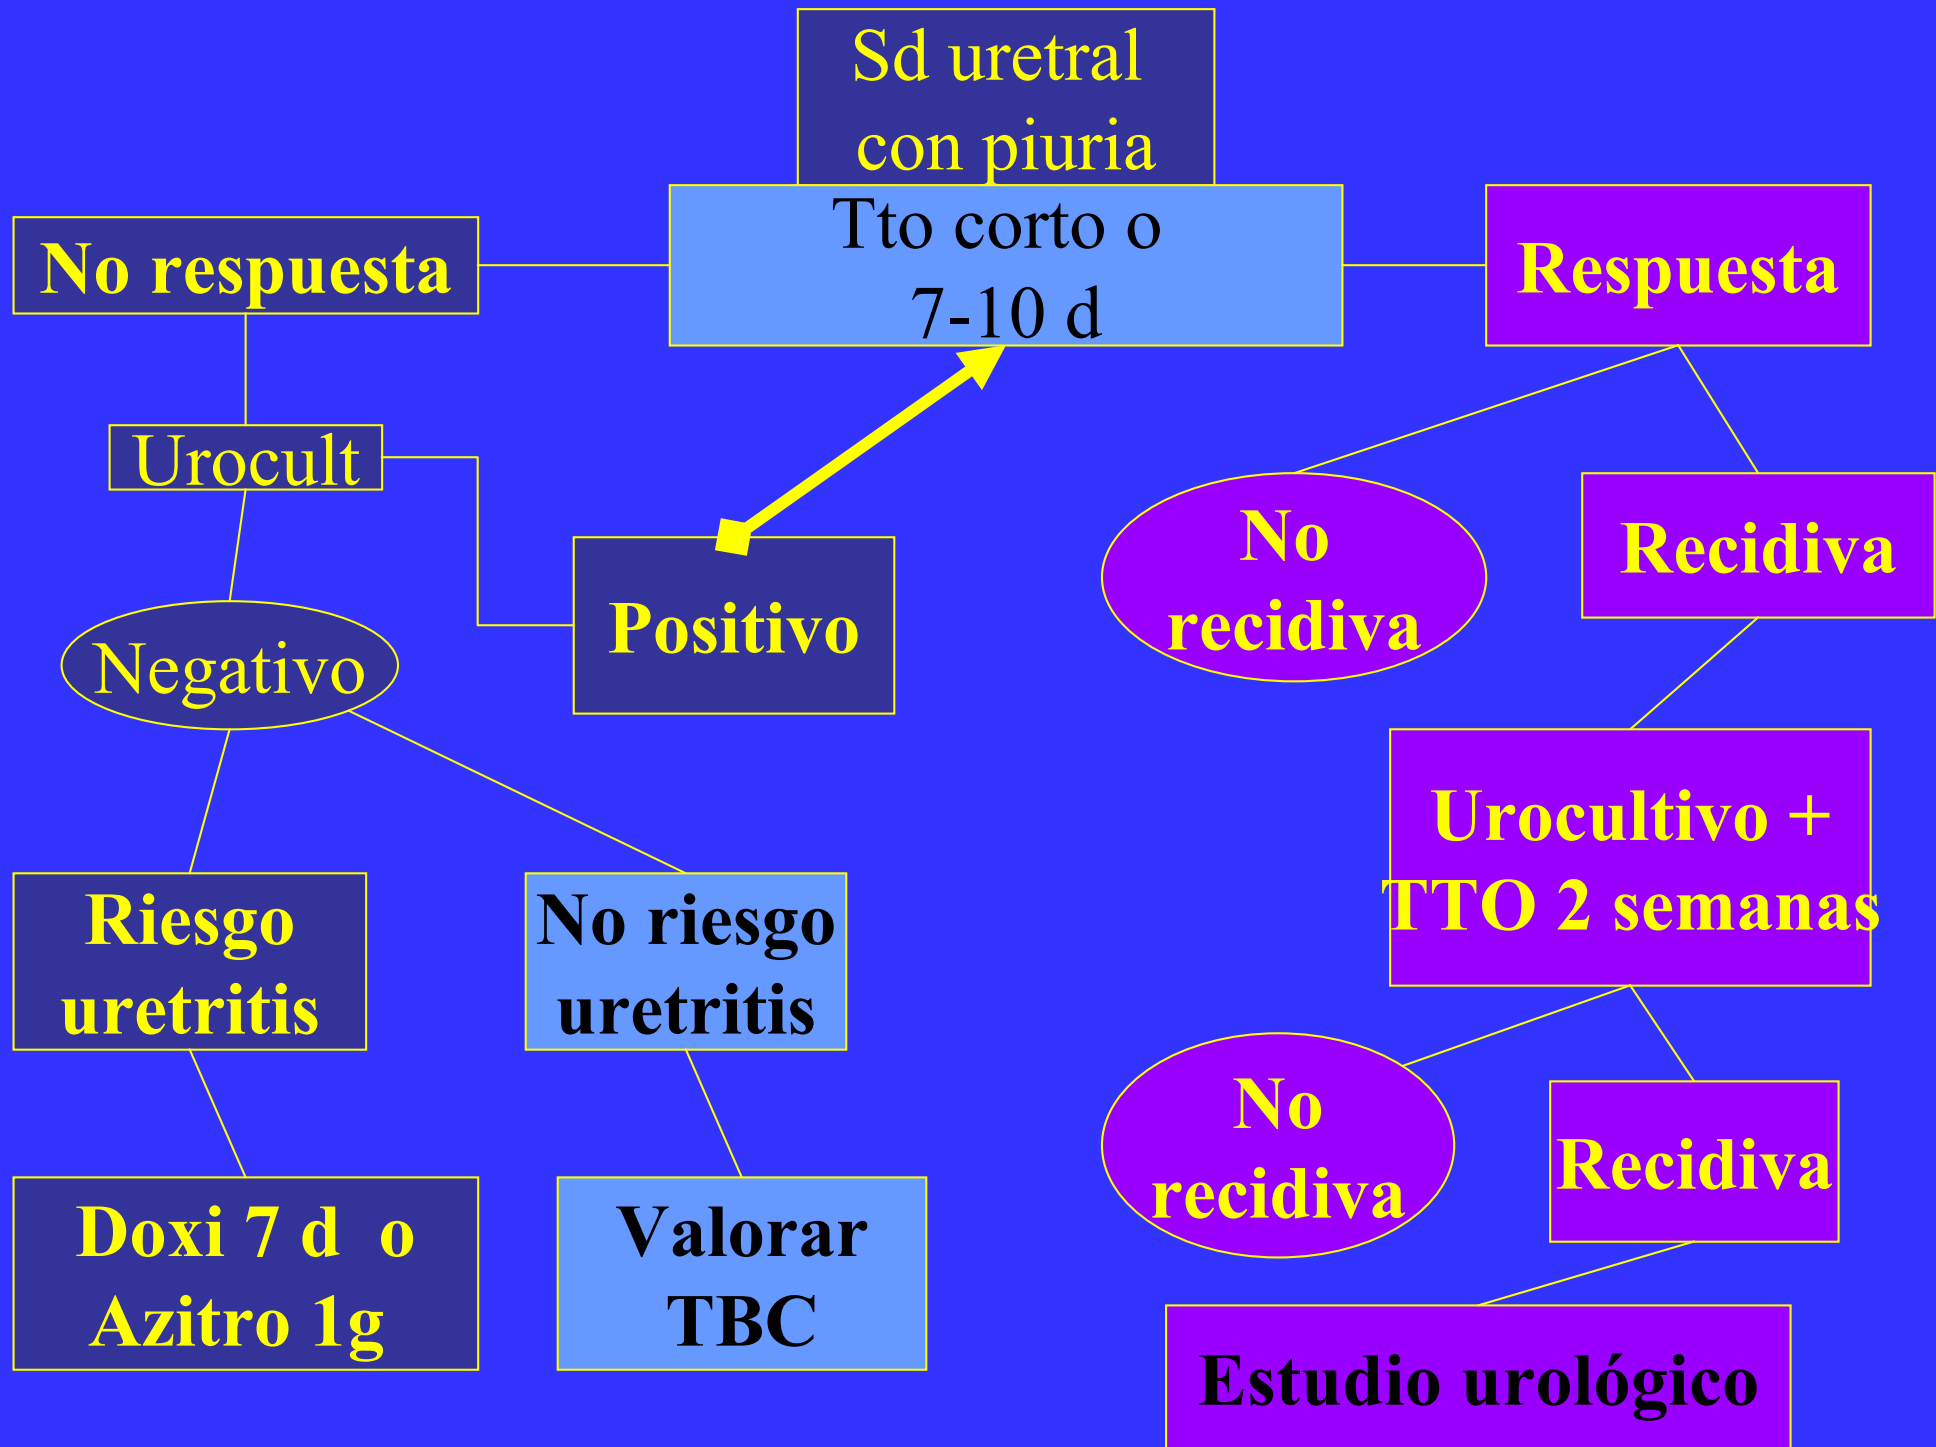 Sd uretral
con piuria
Tto corto o
7-10 d
No respuesta
Respuesta
Urocult
Positivo
Negativo
No
recidiva
Recidiva
Urocultivo +
TTO 2 semanas
Riesgo
uretritis
No riesgo
uretritis
No
recidiva
Recidiva
Doxi 7 d o
Azitro 1g
Valorar
TBC
Estudio urológico